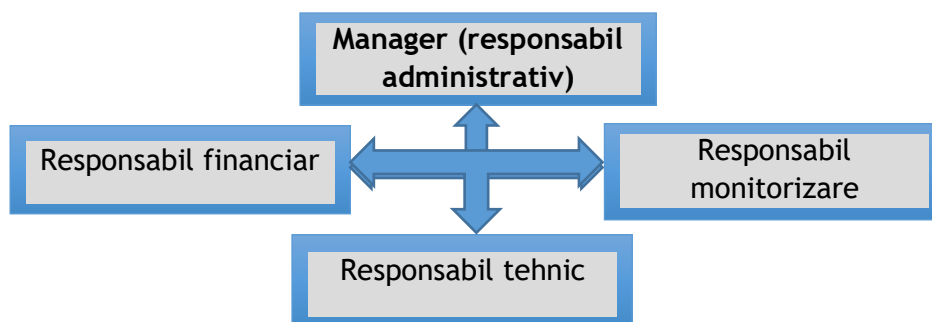 Manager (responsabil
administrativ)
Responsabil financiar
Responsabil
monitorizare
Responsabil tehnic